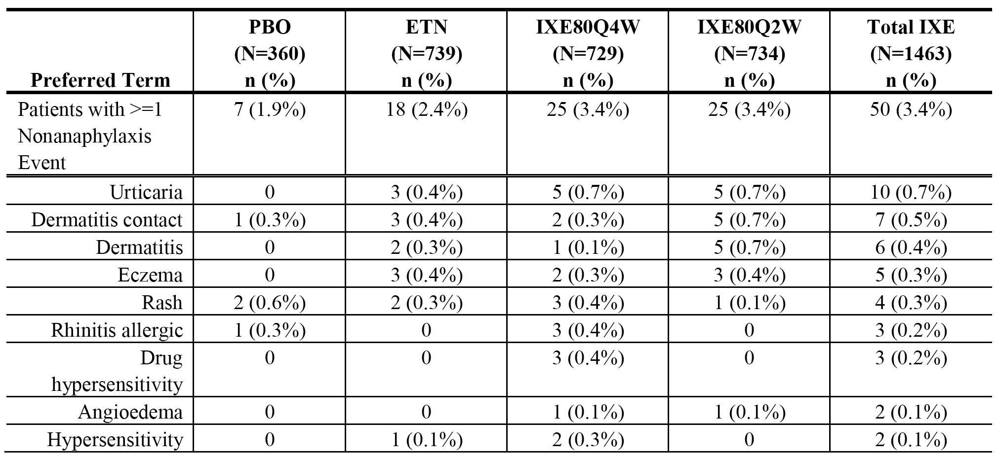 PBO ETN IXE80Q4W IXE80Q2W Total IXE
(N=360) (N=739) (N=729) (N=734) (N=1463)
Preferred Term n (%) n (%) n (%) n (%) n (%)
Patients with >=1 7 (1.9%) 18 (2.4%) 25 (3.4%) 25 (3.4%) 50 (3.4%)
Nonanaphylaxis
Event
Urticaria 0 3 (0.4%) 5 (0.7%) 5 (0.7%) 10 (0.7%)
Dermatitis contact 1 (0.3%) 3 (0.4%) 2 (0.3%) 5 (0.7%) 7 (0.5%)
Dermatitis 0 2 (0.3%) 1 (0.1%) 5 (0.7%) 6 (0.4%)
Eczema 0 3 (0.4%) 2 (0.3%) 3 (0.4%) 5 (0.3%)
Rash 2 (0.6%) 2 (0.3%) 3 (0.4%) 1 (0.1%) 4 (0.3%)
Rhinitis allergic 1 (0.3%) 0 3 (0.4%) 0 3 (0.2%)
Drug 0 0 3 (0.4%) 0 3 (0.2%)
hypersensitivity
Angioedema 0 0 1 (0.1%) 1 (0.1%) 2 (0.1%)
Hypersensitivity 0 1 (0.1%) 2 (0.3%) 0 2 (0.1%)